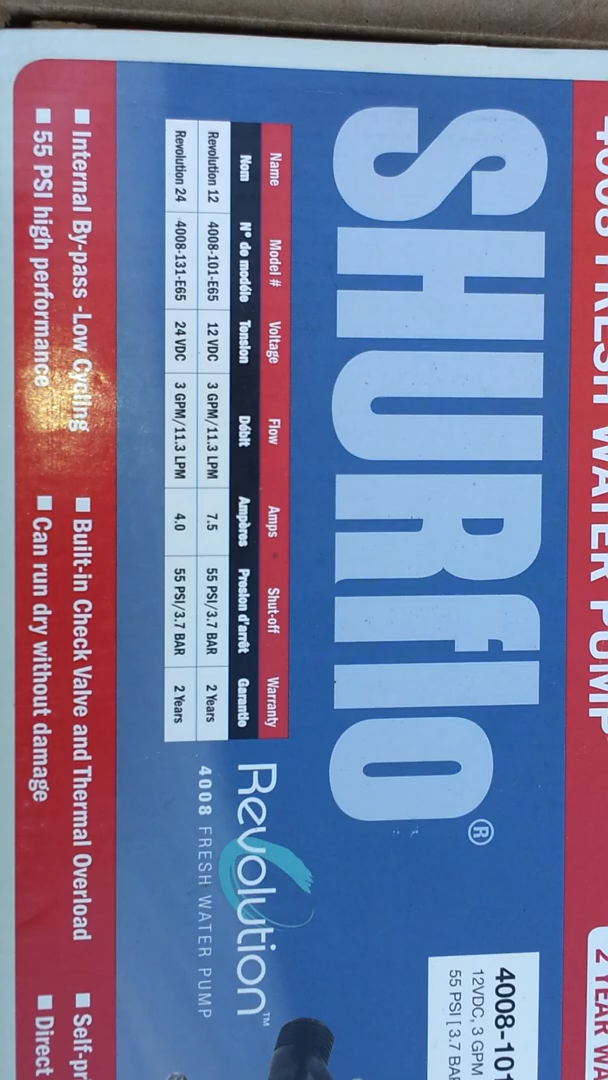 4008 FRESH WATER PUMP
2 YEAR
SHURflo®
4008-101
12VDC, 3 GPM
55 PSI [ 3.7 BAR
Name Model # Voltage Flow Amps Shut-off Warranty
Nom Nº de modéle Tension Débit Ampères Presion d'arrêt Garantie
Revolution 12 4008-101-E65 12 VDC 3 GPM/11.3 LPM 7.5 55 PSI/3.7 BAR 2 Years
Revolution 24 4008-131-E65 24 VDC 3 GPM/11.3 LPM 4.0 55 PSI/3.7 BAR 2 Years
Revolution™
4008 FRESH WATER PUMP
■ Internal By-pass -Low Cycling ■ Built-in Check Valve and Thermal Overload ■ Self-pr
■ 55 PSI high performance ■ Can run dry without damage ■ Direct